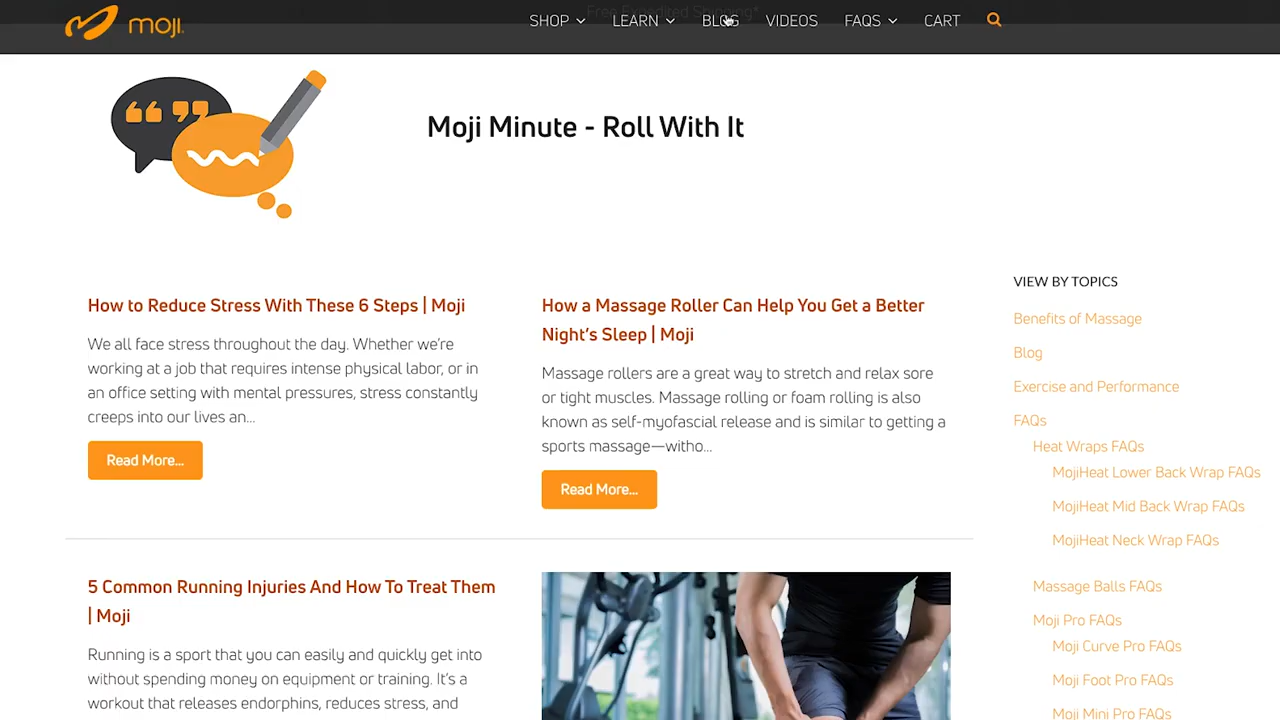 Free Expedited Shipping*
moji
SHOP
LEARN
BLOG
VIDEOS
FAQS
CART
Moji Minute - Roll With It
How to Reduce Stress With These 6 Steps | Moji
We all face stress throughout the day. Whether we're
working at a job that requires intense physical labor, or in
an office setting with mental pressures, stress constantly
creeps into our lives an...
Read More...
How a Massage Roller Can Help You Get a Better
Night's Sleep | Moji
Massage rollers are a great way to stretch and relax sore
or tight muscles. Massage rolling or foam rolling is also
known as self-myofascial release and is similar to getting a
sports massage—witho...
Read More...
5 Common Running Injuries And How To Treat Them
| Moji
Running is a sport that you can easily and quickly get into
without spending money on equipment or training. It's a
workout that releases endorphins, reduces stress, and
VIEW BY TOPICS
Benefits of Massage
Blog
Exercise and Performance
FAQs
Heat Wraps FAQs
MojiHeat Lower Back Wrap FAQs
MojiHeat Mid Back Wrap FAQs
MojiHeat Neck Wrap FAQs
Massage Balls FAQs
Moji Pro FAQs
Moji Curve Pro FAQs
Moji Foot Pro FAQs
Moji Mini Pro FAQs